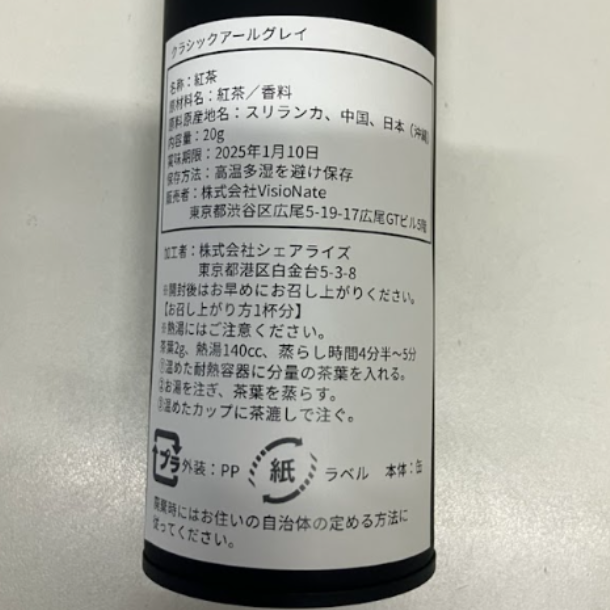 クラシックアールグレイ
名称：紅茶
原材料名：紅茶／香料
原料原産地名：スリランカ、中国、日本（沖縄）
内容量：20g
賞味期限：2025年1月10日
保存方法：高温多湿を避け保存
販売者：株式会社VisioNate
東京都渋谷区広尾5-19-17広尾GTビル5階
加工者：株式会社シェアライズ
東京都港区白金台5-3-8
※開封後はお早めにお召し上がりください。
【お召し上がり方1杯分】
※熱湯にはご注意ください。
茶葉2g、熱湯140cc、蒸らし時間4分半〜5分
①温めた耐熱容器に分量の茶葉を入れる。
②お湯を注ぎ、茶葉を蒸らす。
③温めたカップに茶漉しで注ぐ。
プラ 外装：PP 紙 ラベル 本体：缶
廃棄時にはお住いの自治体の定める方法に
従ってください。